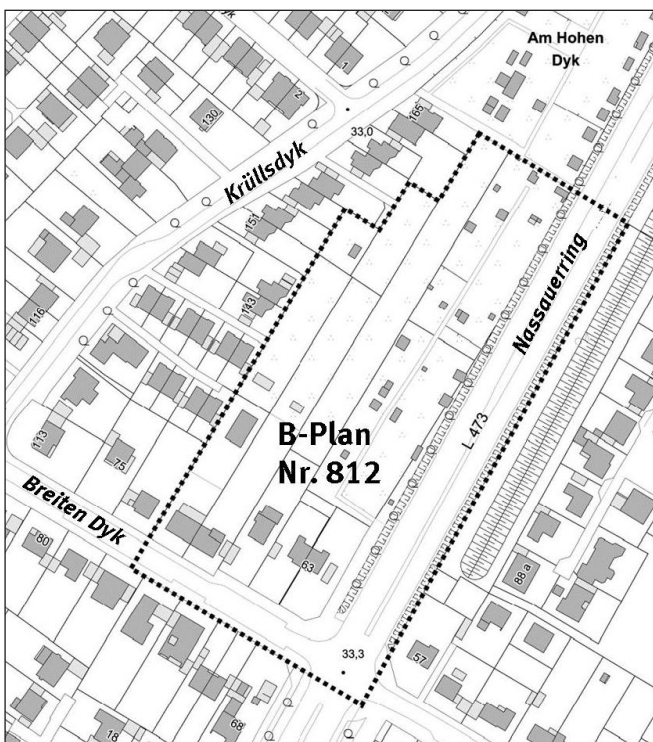 Am Hohen
Dyk
yk
1
2
130
33,0
165
Krüllsdyk
151
143
116
Nassauerring
L 473
B-Plan
Nr. 812
113
75
Breiten Dyk
80
63
88 a
33,3
57
68
18